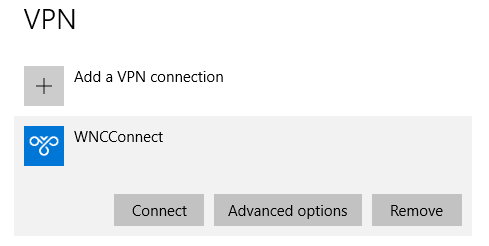 VPN
Add a VPN connection
WNCConnect
Connect Advanced options Remove